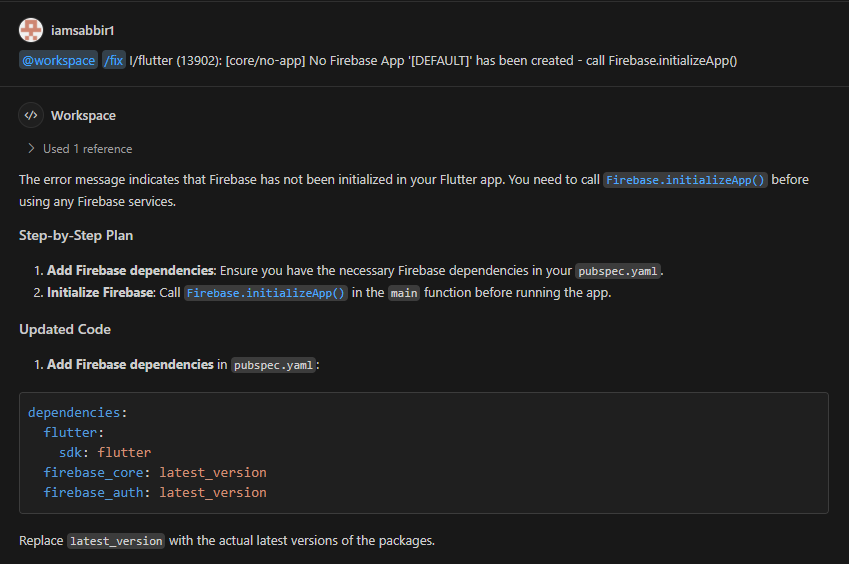 iamsabbir1
@workspace /fix I/flutter (13902): [core/no-app] No Firebase App '[DEFAULT]' has been created - call Firebase.initializeApp()
Workspace
Used 1 reference
The error message indicates that Firebase has not been initialized in your Flutter app. You need to call Firebase.initializeApp() before
using any Firebase services.
Step-by-Step Plan
1. Add Firebase dependencies: Ensure you have the necessary Firebase dependencies in your pubspec.yaml.
2. Initialize Firebase: Call Firebase.initializeApp() in the main function before running the app.
Updated Code
1. Add Firebase dependencies in pubspec.yaml:
dependencies:
  flutter:
    sdk: flutter
  firebase_core: latest_version
  firebase_auth: latest_version
Replace latest_version with the actual latest versions of the packages.